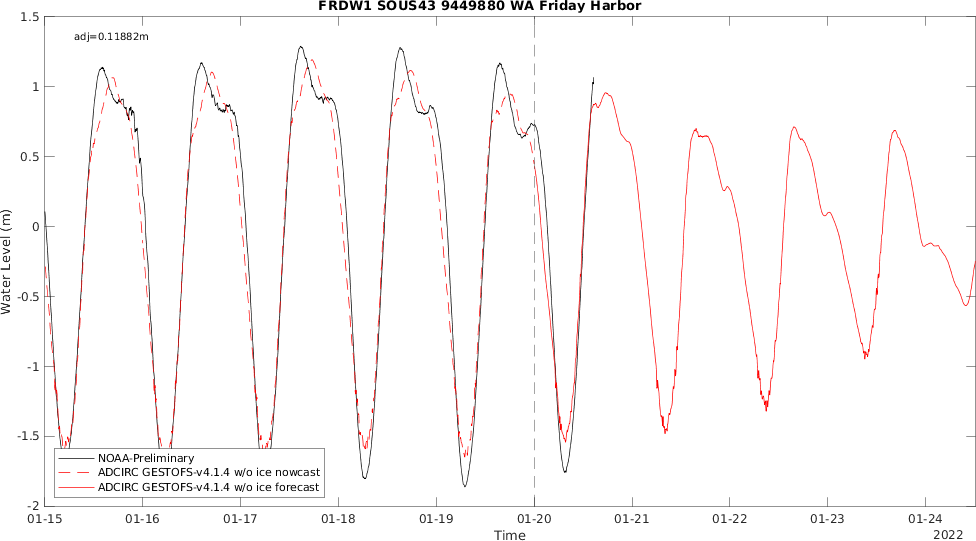 FRDW1 SOUS43 9449880 WA Friday Harbor
adj=0.11882m
1.5
1
0.5
0
-0.5
-1
-1.5
-2
Water Level (m)
NOAA-Preliminary
ADCIRC GESTOFS-v4.1.4 w/o ice nowcast
ADCIRC GESTOFS-v4.1.4 w/o ice forecast
01-15 01-16 01-17 01-18 01-19 01-20 01-21 01-22 01-23 01-24
Time
2022